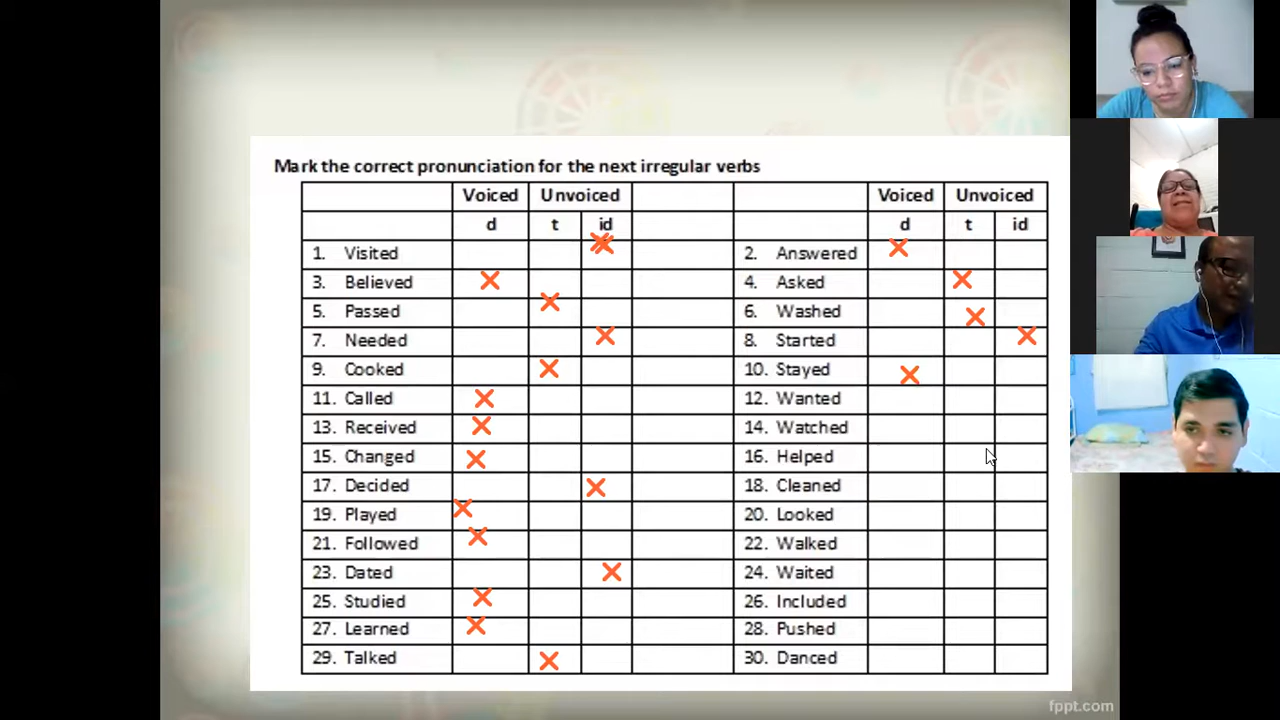 Mark the correct pronunciation for the next irregular verbs
Voiced Unvoiced Voiced Unvoiced
d t id d t id
1. Visited 2. Answered
3. Believed 4. Asked
5. Passed 6. Washed
7. Needed 8. Started
9. Cooked 10. Stayed
11. Called 12. Wanted
13. Received 14. Watched
15. Changed 16. Helped
17. Decided 18. Cleaned
19. Played 20. Looked
21. Followed 22. Walked
23. Dated 24. Waited
25. Studied 26. Included
27. Learned 28. Pushed
29. Talked 30. Danced
fppt.com